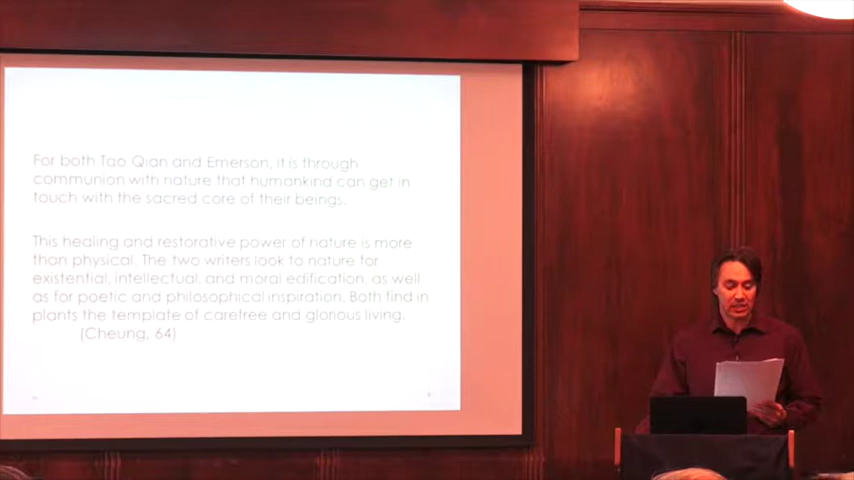 For both Tao Qian and Emerson, it is through
communion with nature that humankind can get in
touch with the sacred core of their beings.
This healing and restorative power of nature is more
than physical. The two writers look to nature for
existential, intellectual, and moral edification, as well
as for poetic and philosophical inspiration. Both find in
plants the template of carefree and glorious living.
(Cheung, 64)